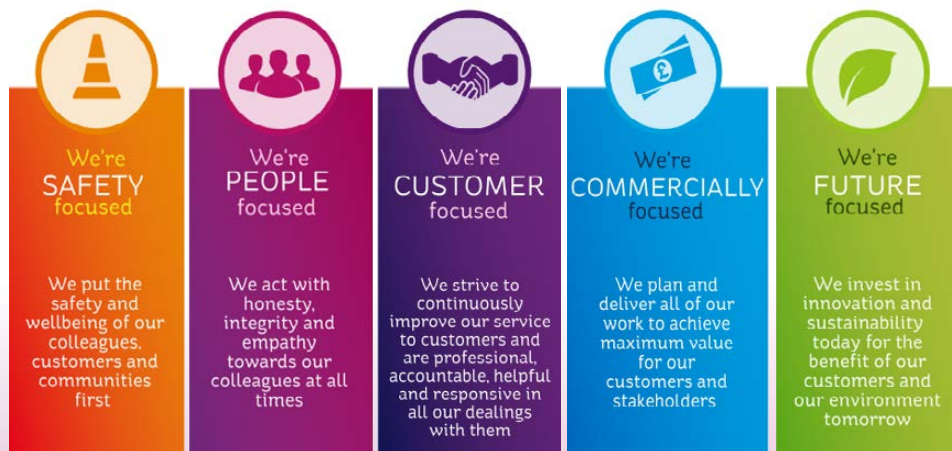 We're
SAFETY
focused
We put the
safety and
wellbeing of our
colleagues,
customers and
communities
first
We're
PEOPLE
focused
We act with
honesty,
integrity and
empathy
towards our
colleagues at all
times
We're
CUSTOMER
focused
We strive to
continuously
improve our service
to customers and
are professional,
accountable, helpful
and responsive in
all our dealings
with them
£
We're
COMMERCIALLY
focused
We plan and
deliver all of our
work to achieve
maximum value
for our
customers and
stakeholders
We're
FUTURE
focused
We invest in
innovation and
sustainability
today for the
benefit of our
customers and
our environment
tomorrow